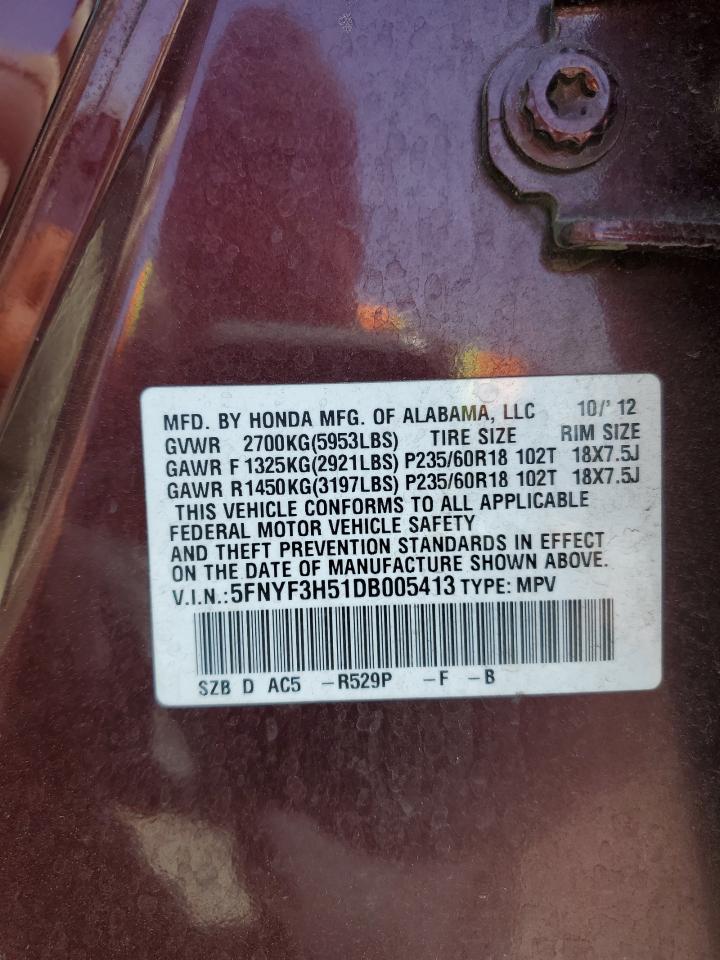 MFD. BY HONDA MFG. OF ALABAMA, LLC 10/'12
GVWR 2700KG(5953LBS) TIRE SIZE RIM SIZE
GAWR F 1325KG(2921LBS) P235/60R18 102T 18X7.5J
GAWR R 1450KG(3197LBS) P235/60R18 102T 18X7.5J
THIS VEHICLE CONFORMS TO ALL APPLICABLE
FEDERAL MOTOR VEHICLE SAFETY
AND THEFT PREVENTION STANDARDS IN EFFECT
ON THE DATE OF MANUFACTURE SHOWN ABOVE.
V.I.N.: 5FNYF3H51DB005413 TYPE: MPV
SZB D AC5 -R529P -F -B